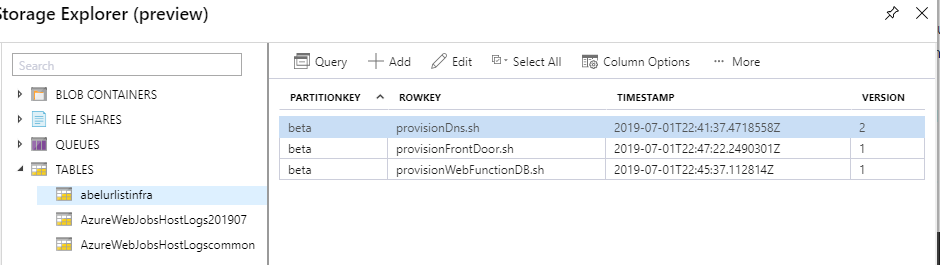 Storage Explorer (preview)
Search
BLOB CONTAINERS
FILE SHARES
QUEUES
TABLES
abelurlistinfra
AzureWebJobsHostLogs201907
AzureWebJobsHostLogscommon
Query Add Edit Select All Column Options ··· More
PARTITIONKEY ROWKEY TIMESTAMP VERSION
beta provisionDns.sh 2019-07-01T22:41:37.4718558Z 2
beta provisionFrontDoor.sh 2019-07-01T22:47:22.2490301Z 1
beta provisionWebFunctionDB.sh 2019-07-01T22:45:37.112814Z 1